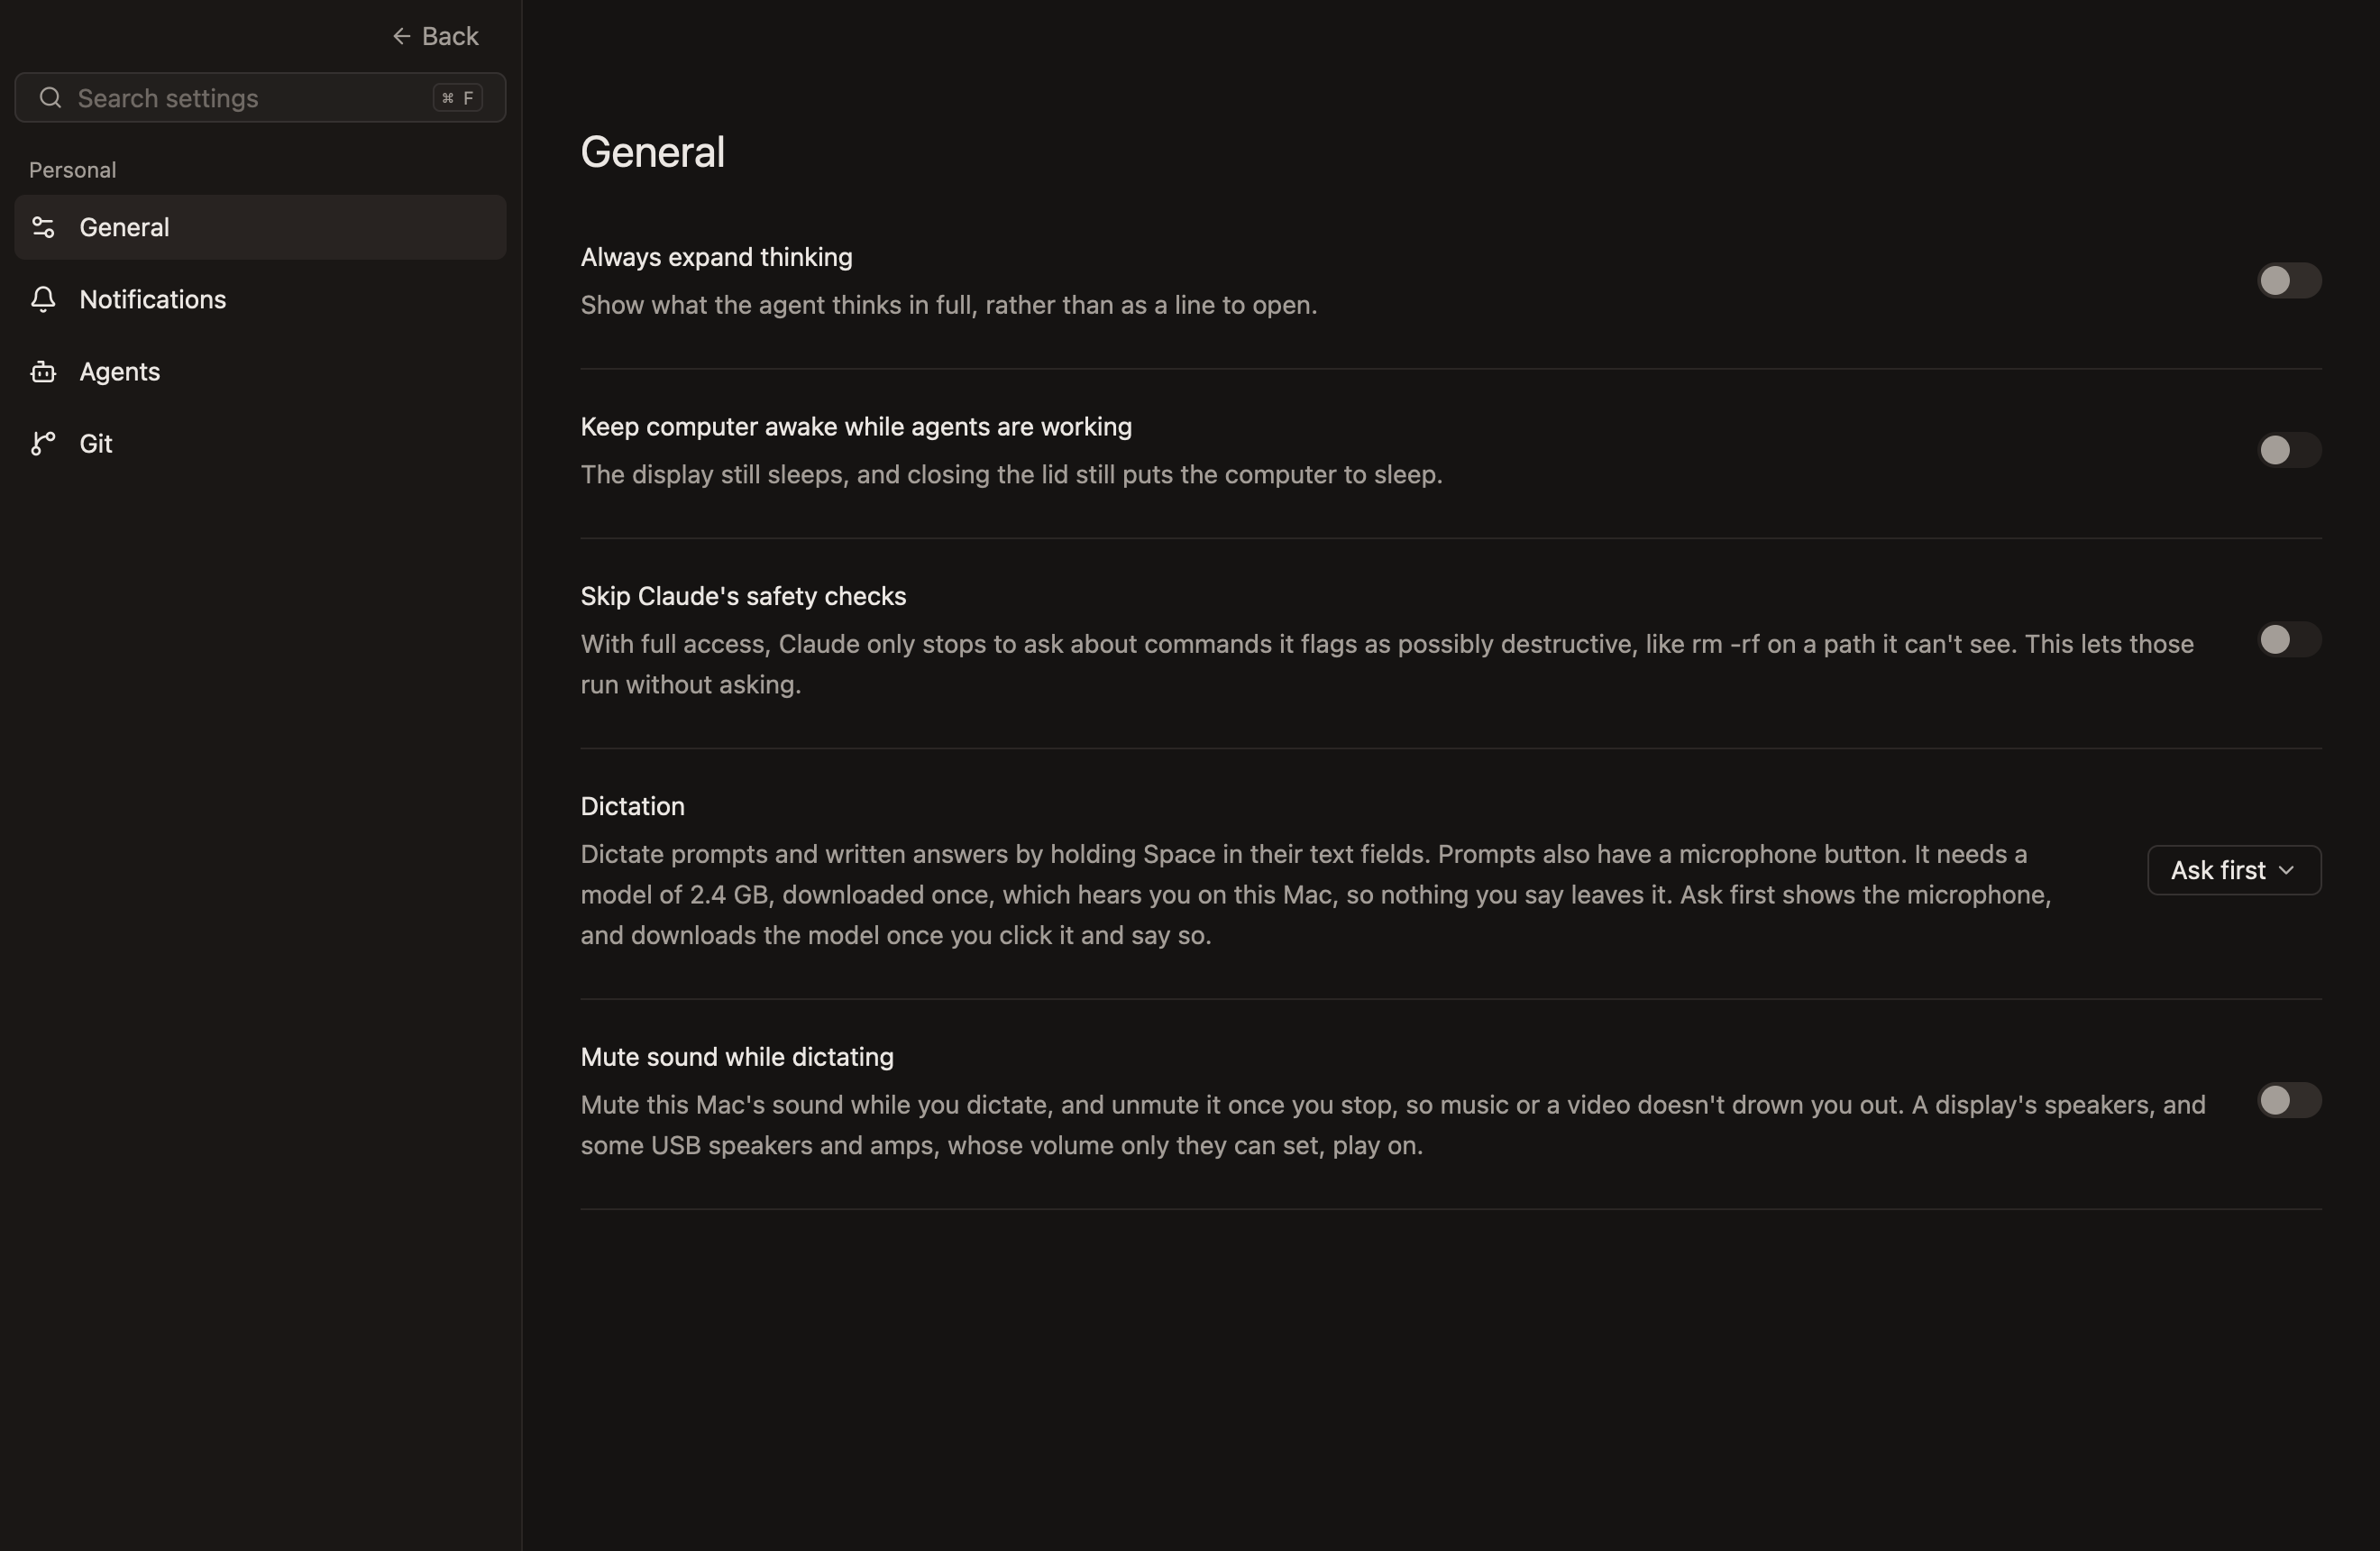 Back
Search settings
⌘ F
Personal
General
Notifications
Agents
Git
General
Always expand thinking
Show what the agent thinks in full, rather than as a line to open.
Keep computer awake while agents are working
The display still sleeps, and closing the lid still puts the computer to sleep.
Skip Claude's safety checks
With full access, Claude only stops to ask about commands it flags as possibly destructive, like rm -rf on a path it can't see. This lets those
run without asking.
Dictation
Dictate prompts and written answers by holding Space in their text fields. Prompts also have a microphone button. It needs a
model of 2.4 GB, downloaded once, which hears you on this Mac, so nothing you say leaves it. Ask first shows the microphone,
and downloads the model once you click it and say so.
Ask first
Mute sound while dictating
Mute this Mac's sound while you dictate, and unmute it once you stop, so music or a video doesn't drown you out. A display's speakers, and
some USB speakers and amps, whose volume only they can set, play on.